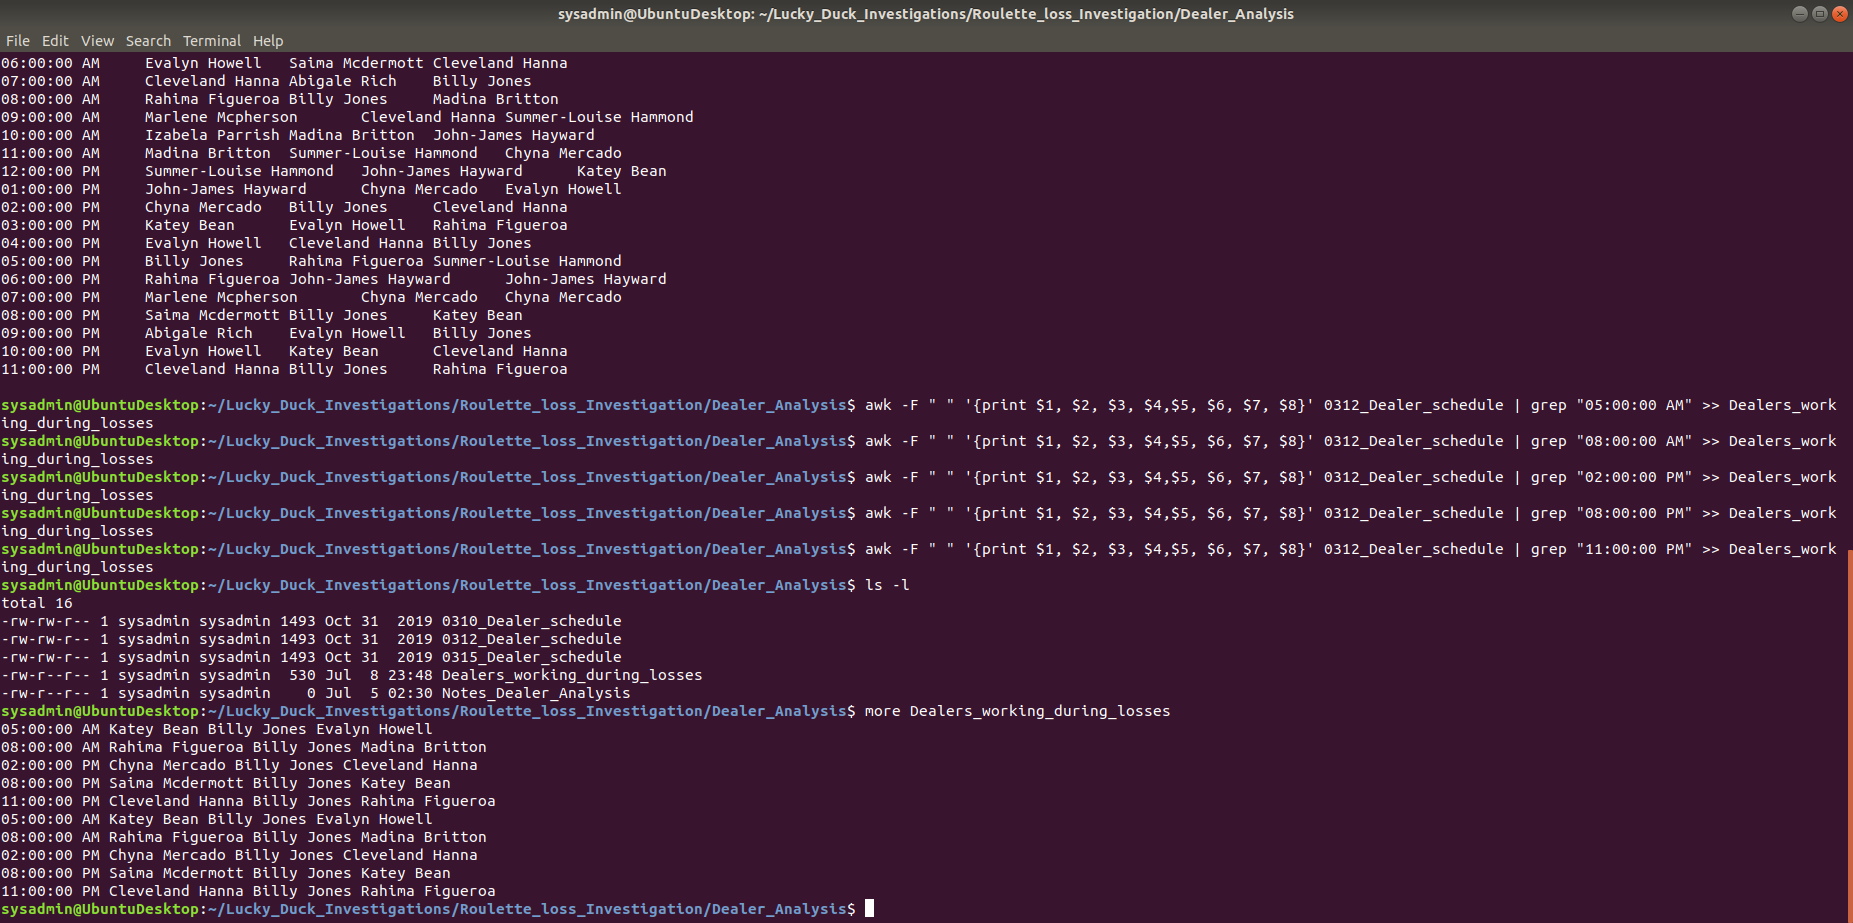 sysadmin@UbuntuDesktop: ~/Lucky_Duck_Investigations/Roulette_loss_Investigation/Dealer_Analysis
File Edit View Search Terminal Help
06:00:00 AM     Evalyn Howell   Saima Mcdermott Cleveland Hanna
07:00:00 AM     Cleveland Hanna Abigale Rich    Billy Jones
08:00:00 AM     Rahima Figueroa Billy Jones     Madina Britton
09:00:00 AM     Marlene Mcpherson       Cleveland Hanna Summer-Louise Hammond
10:00:00 AM     Izabela Parrish Madina Britton  John-James Hayward
11:00:00 AM     Madina Britton  Summer-Louise Hammond   Chyna Mercado
12:00:00 PM     Summer-Louise Hammond   John-James Hayward      Katey Bean
01:00:00 PM     John-James Hayward      Chyna Mercado   Evalyn Howell
02:00:00 PM     Chyna Mercado   Billy Jones     Cleveland Hanna
03:00:00 PM     Katey Bean      Evalyn Howell   Rahima Figueroa
04:00:00 PM     Evalyn Howell   Cleveland Hanna Billy Jones
05:00:00 PM     Billy Jones     Rahima Figueroa Summer-Louise Hammond
06:00:00 PM     Rahima Figueroa John-James Hayward      John-James Hayward
07:00:00 PM     Marlene Mcpherson       Chyna Mercado   Chyna Mercado
08:00:00 PM     Saima Mcdermott Billy Jones     Katey Bean
09:00:00 PM     Abigale Rich    Evalyn Howell   Billy Jones
10:00:00 PM     Evalyn Howell   Katey Bean      Cleveland Hanna
11:00:00 PM     Cleveland Hanna Billy Jones     Rahima Figueroa
sysadmin@UbuntuDesktop:~/Lucky_Duck_Investigations/Roulette_loss_Investigation/Dealer_Analysis$ awk -F " " '{print $1, $2, $3, $4,$5, $6, $7, $8}' 0312_Dealer_schedule | grep "05:00:00 AM" >> Dealers_work
ing_during_losses
sysadmin@UbuntuDesktop:~/Lucky_Duck_Investigations/Roulette_loss_Investigation/Dealer_Analysis$ awk -F " " '{print $1, $2, $3, $4,$5, $6, $7, $8}' 0312_Dealer_schedule | grep "08:00:00 AM" >> Dealers_work
ing_during_losses
sysadmin@UbuntuDesktop:~/Lucky_Duck_Investigations/Roulette_loss_Investigation/Dealer_Analysis$ awk -F " " '{print $1, $2, $3, $4,$5, $6, $7, $8}' 0312_Dealer_schedule | grep "02:00:00 PM" >> Dealers_work
ing_during_losses
sysadmin@UbuntuDesktop:~/Lucky_Duck_Investigations/Roulette_loss_Investigation/Dealer_Analysis$ awk -F " " '{print $1, $2, $3, $4,$5, $6, $7, $8}' 0312_Dealer_schedule | grep "08:00:00 PM" >> Dealers_work
ing_during_losses
sysadmin@UbuntuDesktop:~/Lucky_Duck_Investigations/Roulette_loss_Investigation/Dealer_Analysis$ awk -F " " '{print $1, $2, $3, $4,$5, $6, $7, $8}' 0312_Dealer_schedule | grep "11:00:00 PM" >> Dealers_work
ing_during_losses
sysadmin@UbuntuDesktop:~/Lucky_Duck_Investigations/Roulette_loss_Investigation/Dealer_Analysis$ ls -l
total 16
-rw-rw-r-- 1 sysadmin sysadmin 1493 Oct 31  2019 0310_Dealer_schedule
-rw-rw-r-- 1 sysadmin sysadmin 1493 Oct 31  2019 0312_Dealer_schedule
-rw-rw-r-- 1 sysadmin sysadmin 1493 Oct 31  2019 0315_Dealer_schedule
-rw-r--r-- 1 sysadmin sysadmin  530 Jul  8 23:48 Dealers_working_during_losses
-rw-r--r-- 1 sysadmin sysadmin    0 Jul  5 02:30 Notes_Dealer_Analysis
sysadmin@UbuntuDesktop:~/Lucky_Duck_Investigations/Roulette_loss_Investigation/Dealer_Analysis$ more Dealers_working_during_losses
05:00:00 AM Katey Bean Billy Jones Evalyn Howell
08:00:00 AM Rahima Figueroa Billy Jones Madina Britton
02:00:00 PM Chyna Mercado Billy Jones Cleveland Hanna
08:00:00 PM Saima Mcdermott Billy Jones Katey Bean
11:00:00 PM Cleveland Hanna Billy Jones Rahima Figueroa
05:00:00 AM Katey Bean Billy Jones Evalyn Howell
08:00:00 AM Rahima Figueroa Billy Jones Madina Britton
02:00:00 PM Chyna Mercado Billy Jones Cleveland Hanna
08:00:00 PM Saima Mcdermott Billy Jones Katey Bean
11:00:00 PM Cleveland Hanna Billy Jones Rahima Figueroa
sysadmin@UbuntuDesktop:~/Lucky_Duck_Investigations/Roulette_loss_Investigation/Dealer_Analysis$